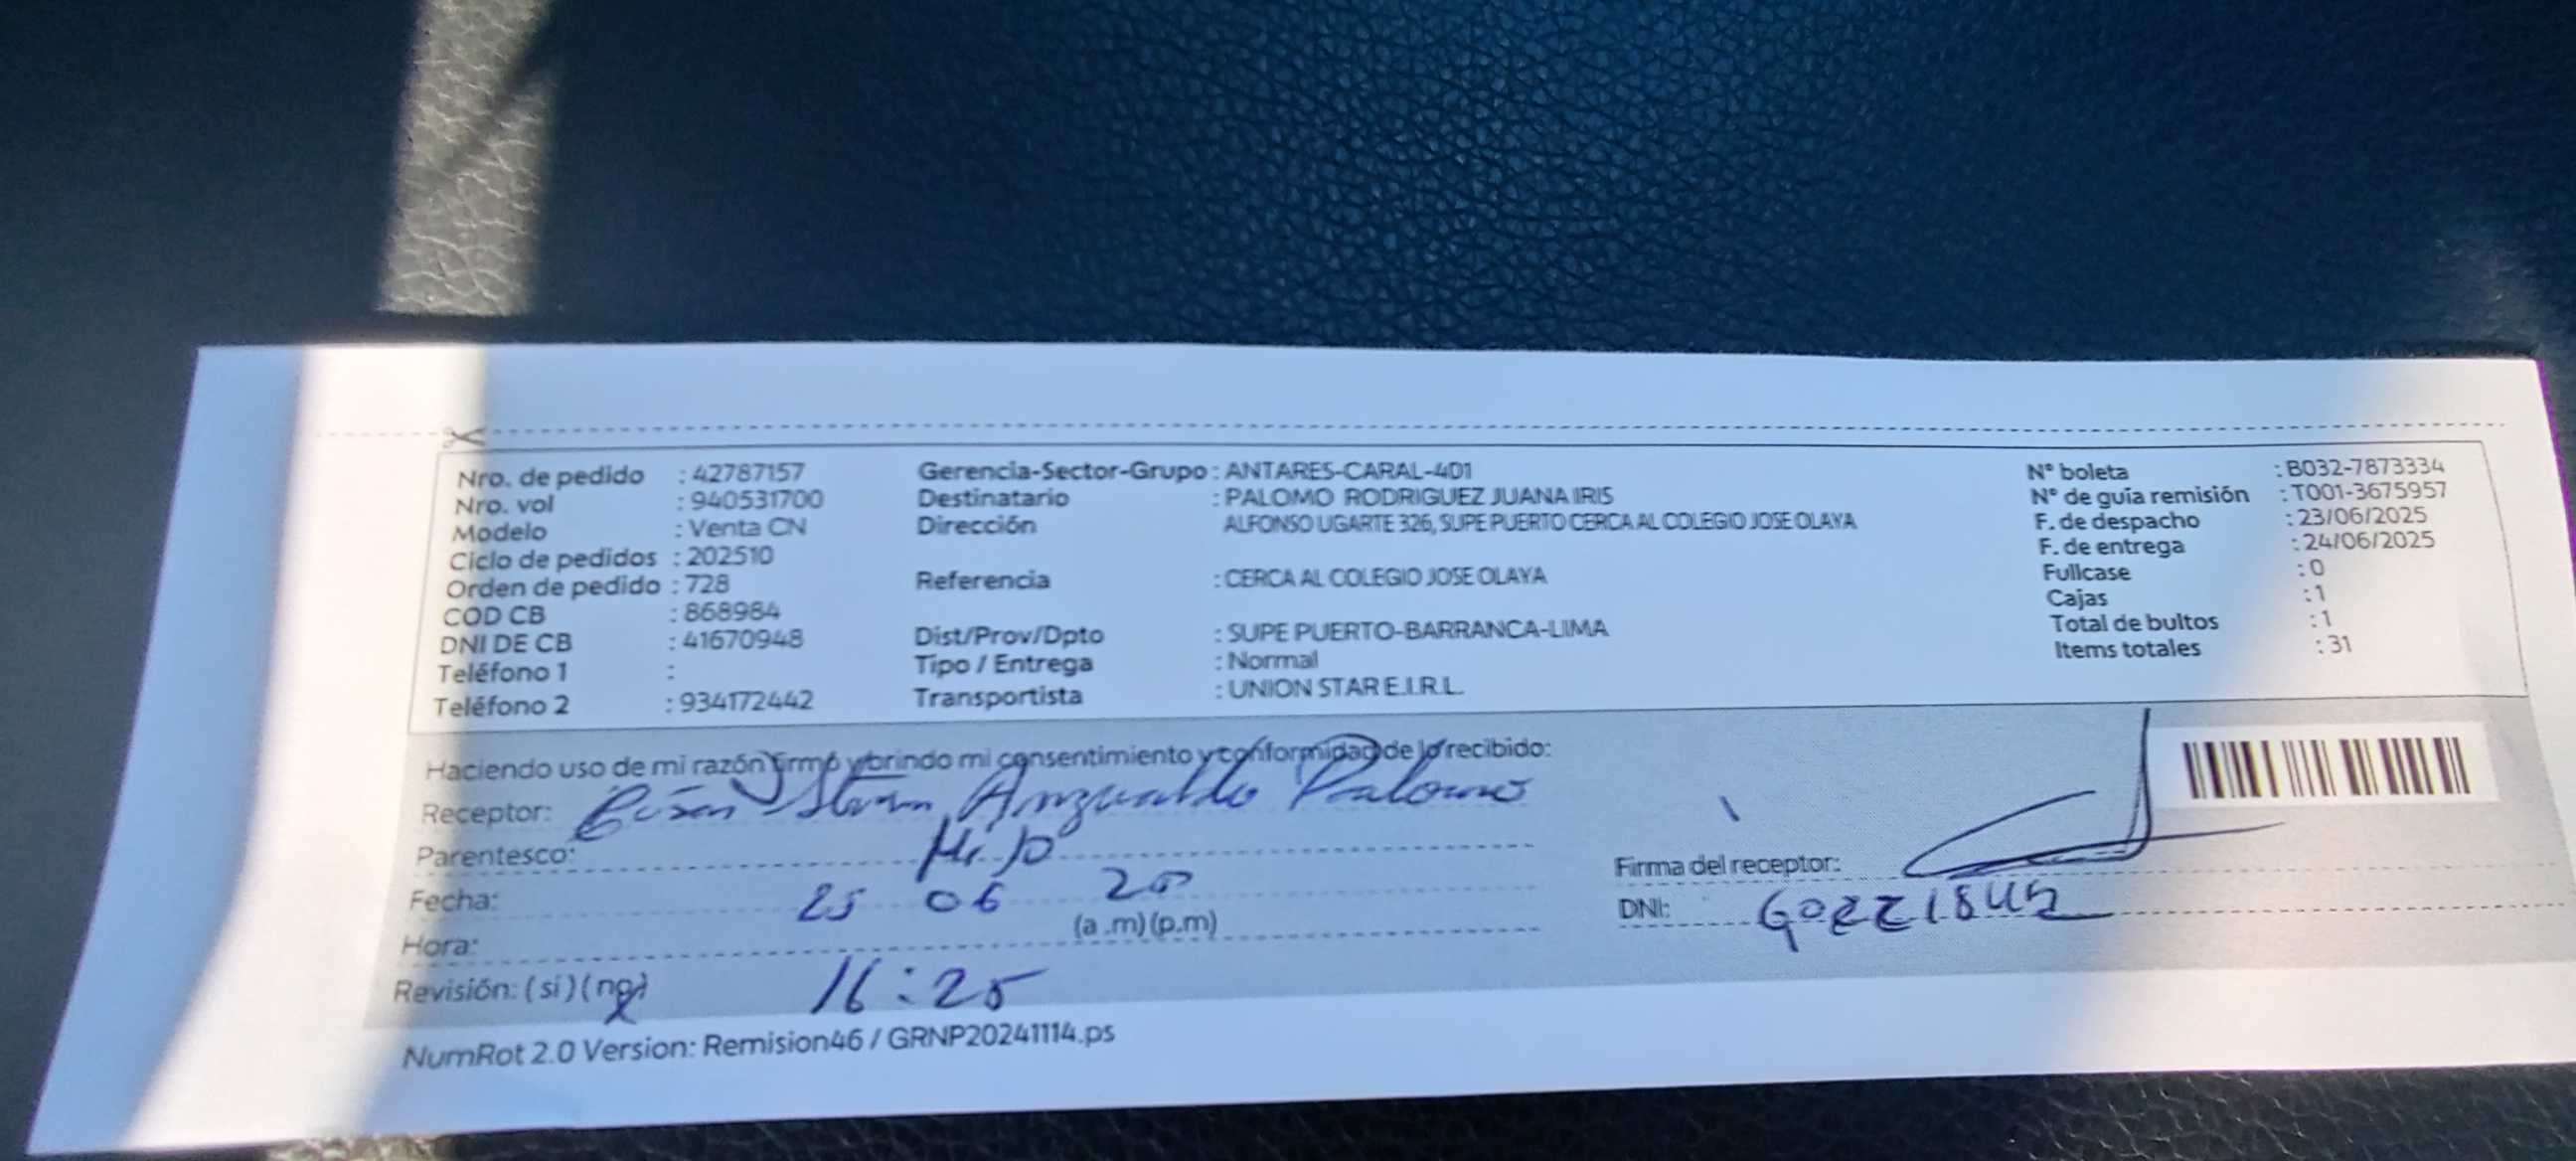 Nro. de pedido : 42787157
Nro. vol : 940531700
Modelo : Venta CN
Ciclo de pedidos : 202510
Orden de pedido : 728
COD CB : 868984
DNI DE CB : 41670948
Teléfono 1 :
Teléfono 2 : 934172442
Gerencia-Sector-Grupo : ANTARES-CARAL-401
Destinatario : PALOMO RODRIGUEZ JUANA IRIS
Dirección ALFONSO UGARTE 326, SUPE PUERTO CERCA AL COLEGIO JOSE OLAYA
Referencia : CERCA AL COLEGIO JOSE OLAYA
Dist/Prov/Dpto : SUPE PUERTO-BARRANCA-LIMA
Tipo / Entrega : Normal
Transportista : UNION STAR E.I.R.L.
N° boleta : B032-7873334
N° de guía remisión : T001-3675957
F. de despacho : 23/06/2025
F. de entrega : 24/06/2025
Fullcase : 0
Cajas : 1
Total de bultos : 1
Items totales : 31
Haciendo uso de mi razón firmo y brindo mi consentimiento y conformidad de lo recibido:
Receptor: Palomo
Parentesco: Hijo
Fecha: 25 06
Hora: (a .m) (p.m)
16:25
Revisión: ( si ) ( no )
Firma del receptor:
DNI:
NumRot 2.0 Version: Remision46 / GRNP20241114.ps